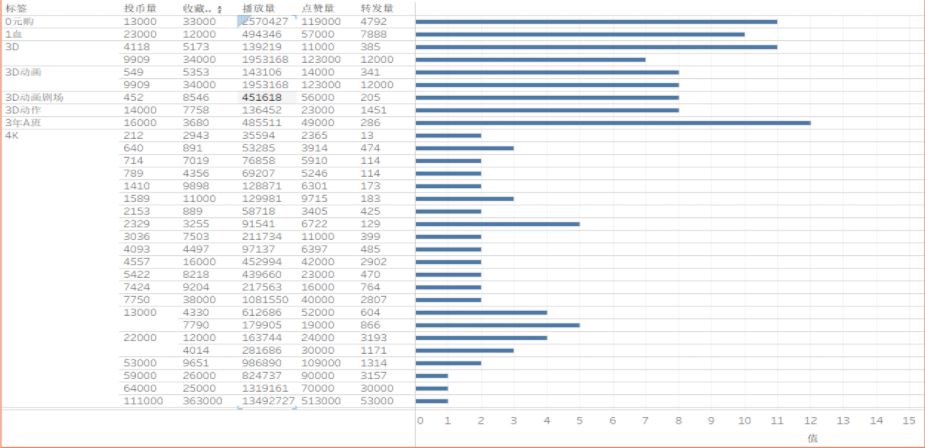 标签 投币量 收藏.. 播放量 点赞量 转发量
0元购 13000 33000 2570427 119000 4792
1血 23000 12000 494346 57000 7888
3D 4118 5173 139219 11000 385
9909 34000 1953168 123000 12000
3D动画 549 5353 143106 14000 341
9909 34000 1953168 123000 12000
3D动画剧场 452 8546 451618 56000 205
3D动作 14000 7758 136452 23000 1451
3年A班 16000 3680 485511 49000 286
4K 212 2943 35594 2365 13
640 891 53285 3914 474
714 7019 76858 5910 114
789 4356 69207 5246 114
1410 9898 128871 6301 173
1589 11000 129981 9715 183
2153 889 58718 3405 425
2329 3255 91541 6722 129
3036 7503 211734 11000 399
4093 4497 97137 6397 485
4557 16000 452994 42000 2902
5422 8218 439660 23000 470
7424 9204 217563 16000 764
7750 38000 1081550 40000 2807
13000 4330 612686 52000 604
7790 179905 19000 866
22000 12000 163744 24000 3193
4014 281686 30000 1171
53000 9651 986890 109000 1314
59000 26000 824737 90000 3157
64000 25000 1319161 70000 30000
111000 363000 13492727 513000 53000
0 1 2 3 4 5 6 7 8 9 10 11 12 13 14 15
值